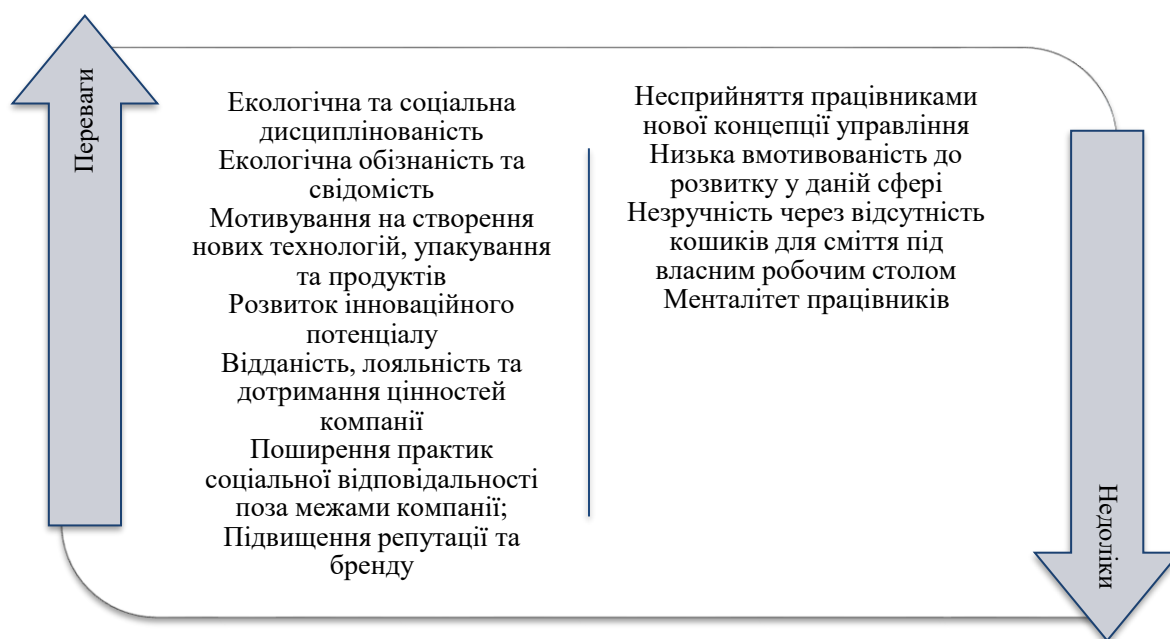 Переваги
Екологічна та соціальна
дисциплінованість
Екологічна обізнаність та
свідомість
Мотивування на створення
нових технологій, упакування
та продуктів
Розвиток інноваційного
потенціалу
Відданість, лояльність та
дотримання цінностей
компанії
Поширення практик
соціальної відповідальності
поза межами компанії;
Підвищення репутації та
бренду
Несприйняття працівниками
нової концепції управління
Низька вмотивованість до
розвитку у даній сфері
Незручність через відсутність
кошиків для сміття під
власним робочим столом
Менталітет працівників
Недоліки